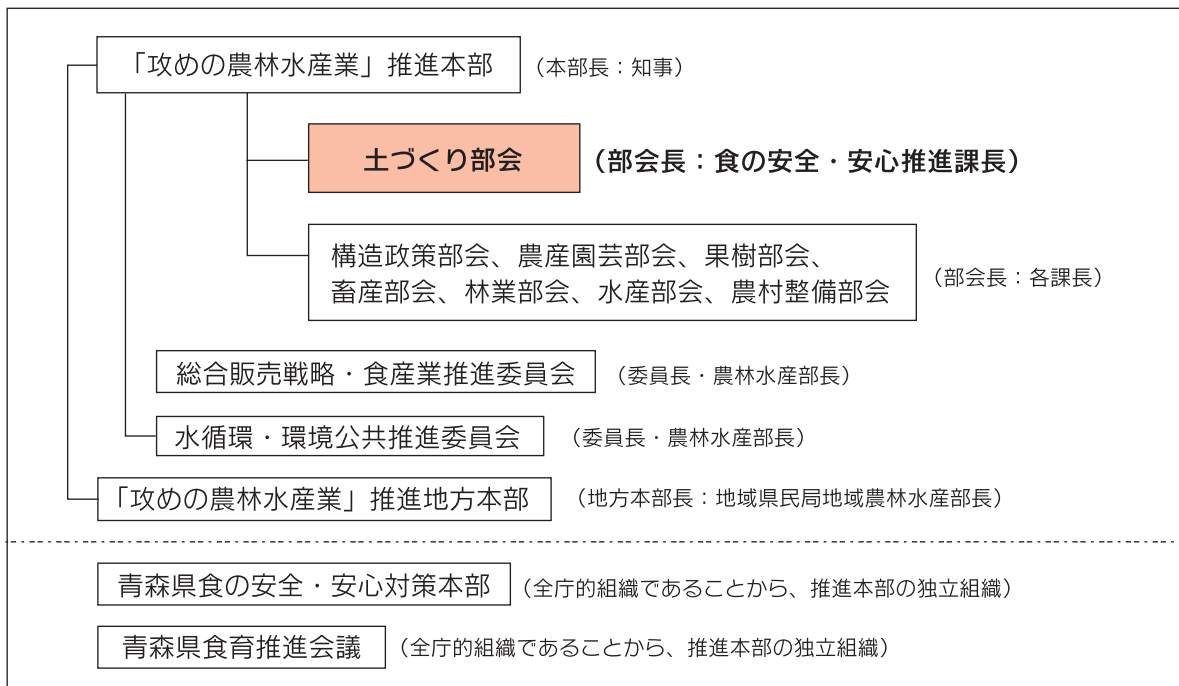 「攻めの農林水産業」推進本部 （本部長：知事）
土づくり部会 （部会長：食の安全・安心推進課長）
構造政策部会、農産園芸部会、果樹部会、
畜産部会、林業部会、水産部会、農村整備部会
（部会長：各課長）
総合販売戦略・食産業推進委員会 （委員長・農林水産部長）
水循環・環境公共推進委員会 （委員長・農林水産部長）
「攻めの農林水産業」推進地方本部 （地方本部長：地域県民局地域農林水産部長）
青森県食の安全・安心対策本部 （全庁的組織であることから、推進本部の独立組織）
青森県食育推進会議 （全庁的組織であることから、推進本部の独立組織）